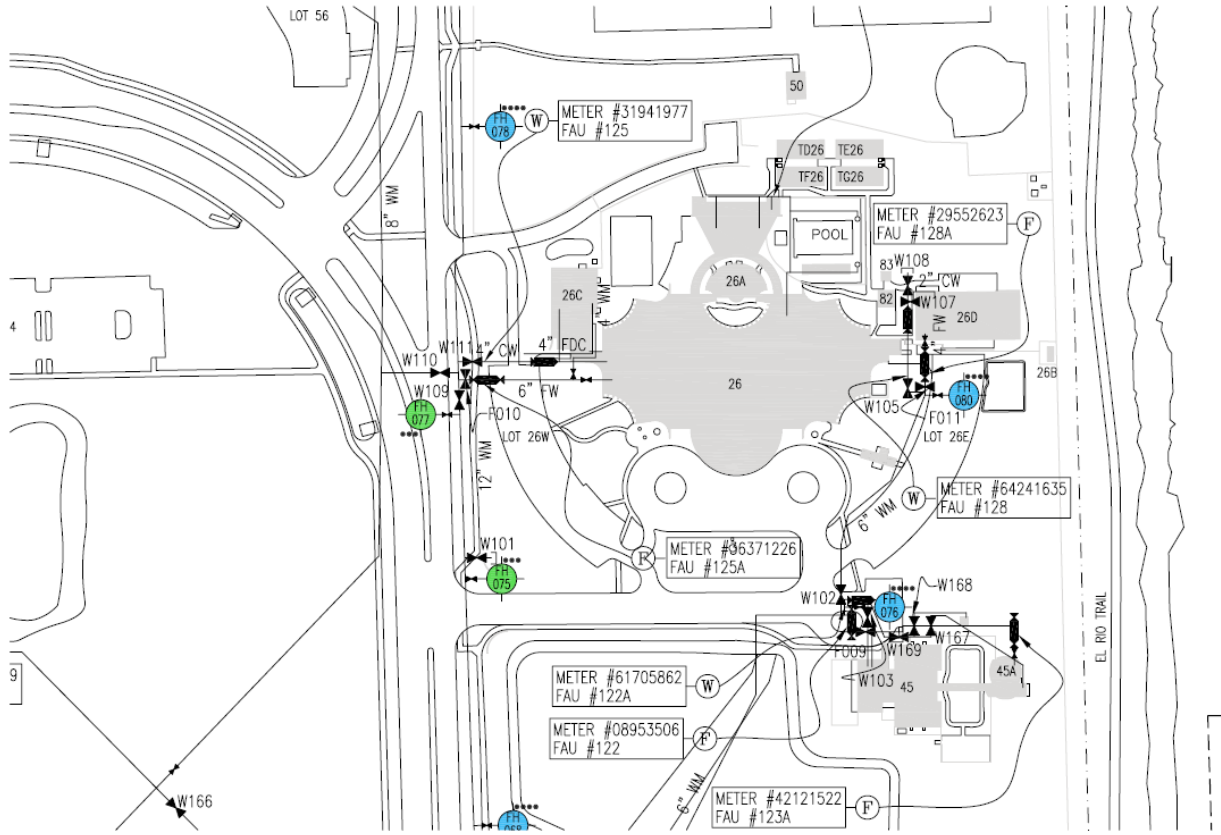 LOT 56
50
FH
078
W
METER #31941977
FAU #125
8" WM
TD26
TE26
TF26
TG26
METER #29552623
FAU #128A
F
POOL
W108
83
2" CW
26C
26A
82
W107
26D
4" FW
4
W111
4" CW
4" FDC
W110
W109
6" FW
26
26B
FH
077
F010
LOT 26W
W105
F011
FH
080
LOT 26E
12" WM
METER #64241635
FAU #128
W
6" WM
W101
METER #36371226
FAU #125A
F
FH
075
W102
FH
076
W168
EL RIO TRAIL
F009
W169
W167
W103
45
45A
9
METER #61705862
FAU #122A
W
METER #08953506
FAU #122
F
6" WM
METER #42121522
FAU #123A
F
W166
FH
068